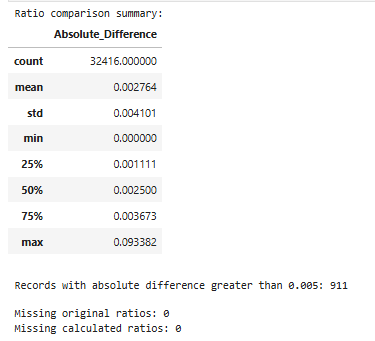 Ratio comparison summary:
Absolute_Difference
count 32416.000000
mean 0.002764
std 0.004101
min 0.000000
25% 0.001111
50% 0.002500
75% 0.003673
max 0.093382
Records with absolute difference greater than 0.005: 911
Missing original ratios: 0
Missing calculated ratios: 0